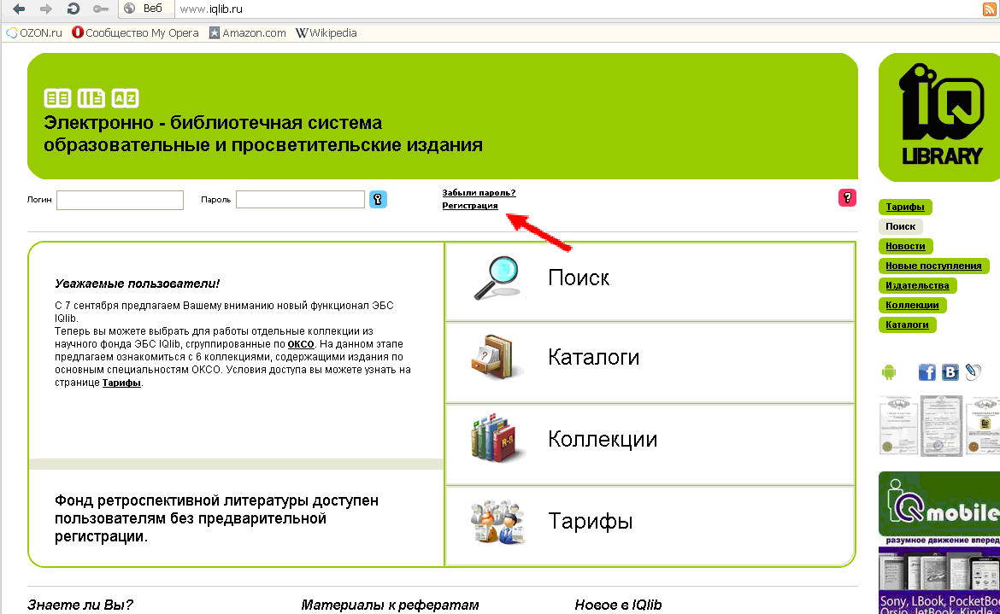 Веб
www.iqlib.ru
OZON.ru Сообщество My Opera Amazon.com Wikipedia
AZ
Электронно - библиотечная система
образовательные и просветительские издания
iQ
LIBRARY
Логин Пароль
Забыли пароль?
Регистрация
?
Тарифы
Поиск
Новости
Новые поступления
Издательства
Коллекции
Каталоги
Уважаемые пользователи!
С 7 сентября предлагаем Вашему вниманию новый функционал ЭБС
IQlib.
Теперь вы можете выбрать для работы отдельные коллекции из
научного фонда ЭБС IQlib, сгруппированные по ОКСО. На данном этапе
предлагаем ознакомиться с 6 коллекциями, содержащими издания по
основным специальностям ОКСО. Условия доступа вы можете узнать на
странице Тарифы.
Фонд ретроспективной литературы доступен
пользователям без предварительной
регистрации.
Поиск
Каталоги
Коллекции
Тарифы
f B
iQmobile
разумное движение вперед
Sony, LBook, PocketBo
Orsio, JetBook, Kindle
Знаете ли Вы?
Материалы к рефератам
Новое в IQlib